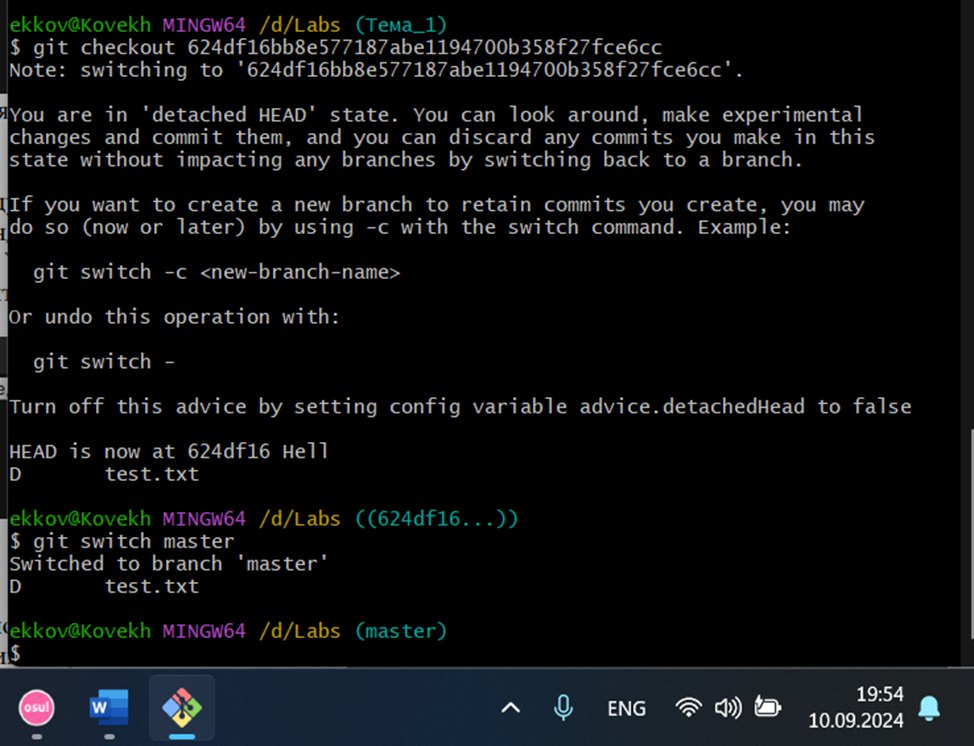 ekkov@Kovekh MINGW64 /d/Labs (Тема_1)
$ git checkout 624df16bb8e577187abe1194700b358f27fce6cc
Note: switching to '624df16bb8e577187abe1194700b358f27fce6cc'.
You are in 'detached HEAD' state. You can look around, make experimental
changes and commit them, and you can discard any commits you make in this
state without impacting any branches by switching back to a branch.
If you want to create a new branch to retain commits you create, you may
do so (now or later) by using -c with the switch command. Example:
git switch -c <new-branch-name>
Or undo this operation with:
git switch -
Turn off this advice by setting config variable advice.detachedHead to false
HEAD is now at 624df16 Hell
D       test.txt
ekkov@Kovekh MINGW64 /d/Labs ((624df16...))
$ git switch master
Switched to branch 'master'
D       test.txt
ekkov@Kovekh MINGW64 /d/Labs (master)
$
osu!
W
ENG
19:54
10.09.2024